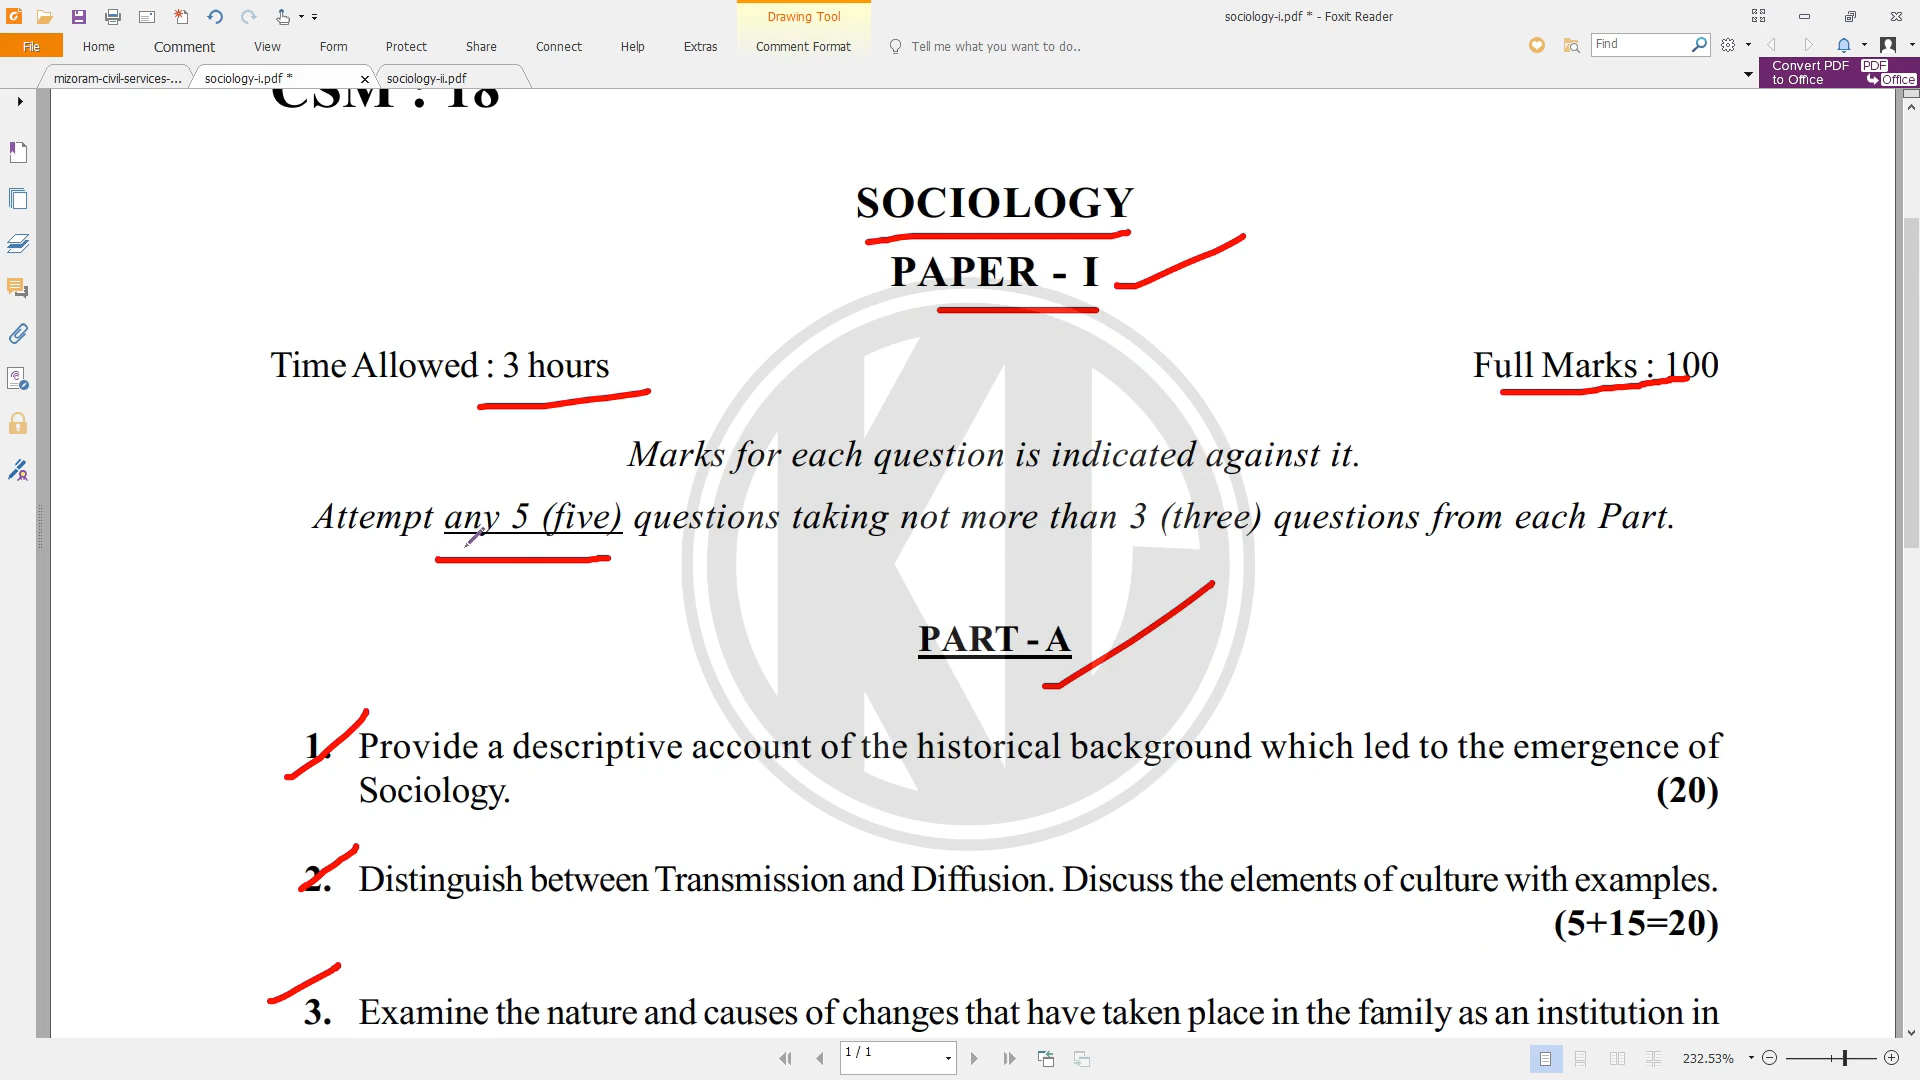 Drawing Tool
sociology-i.pdf * - Foxit Reader
File Home Comment View Form Protect Share Connect Help Extras Comment Format Tell me what you want to do.. Find
mizoram-civil-services-... sociology-i.pdf * sociology-ii.pdf
Convert PDF to Office
PDF Office
CSM : 18
SOCIOLOGY
PAPER - I
Time Allowed : 3 hours Full Marks : 100
Marks for each question is indicated against it.
Attempt any 5 (five) questions taking not more than 3 (three) questions from each Part.
PART - A
1. Provide a descriptive account of the historical background which led to the emergence of
Sociology. (20)
2. Distinguish between Transmission and Diffusion. Discuss the elements of culture with examples.
(5+15=20)
3. Examine the nature and causes of changes that have taken place in the family as an institution in
1 / 1
232.53%